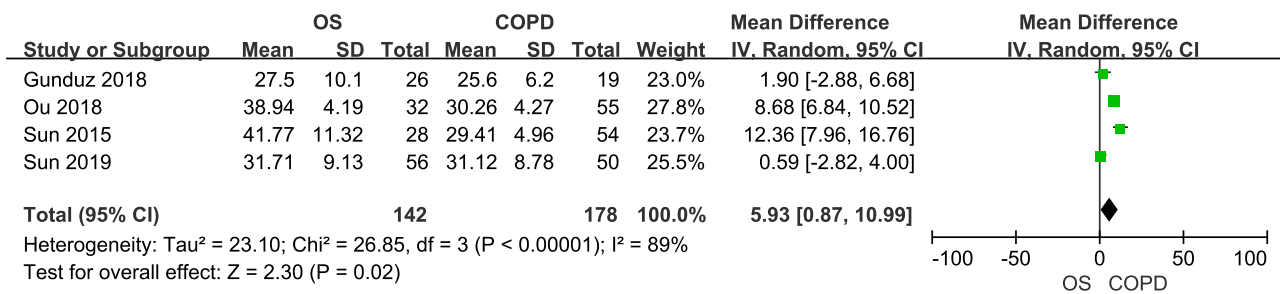 OS COPD Mean Difference Mean Difference
Study or Subgroup Mean SD Total Mean SD Total Weight IV, Random, 95% CI IV, Random, 95% CI
Gunduz 2018 27.5 10.1 26 25.6 6.2 19 23.0% 1.90 [-2.88, 6.68]
Ou 2018 38.94 4.19 32 30.26 4.27 55 27.8% 8.68 [6.84, 10.52]
Sun 2015 41.77 11.32 28 29.41 4.96 54 23.7% 12.36 [7.96, 16.76]
Sun 2019 31.71 9.13 56 31.12 8.78 50 25.5% 0.59 [-2.82, 4.00]
Total (95% CI) 142 178 100.0% 5.93 [0.87, 10.99]
Heterogeneity: Tau² = 23.10; Chi² = 26.85, df = 3 (P < 0.00001); I² = 89%
Test for overall effect: Z = 2.30 (P = 0.02)
-100 -50 0 50 100
OS COPD